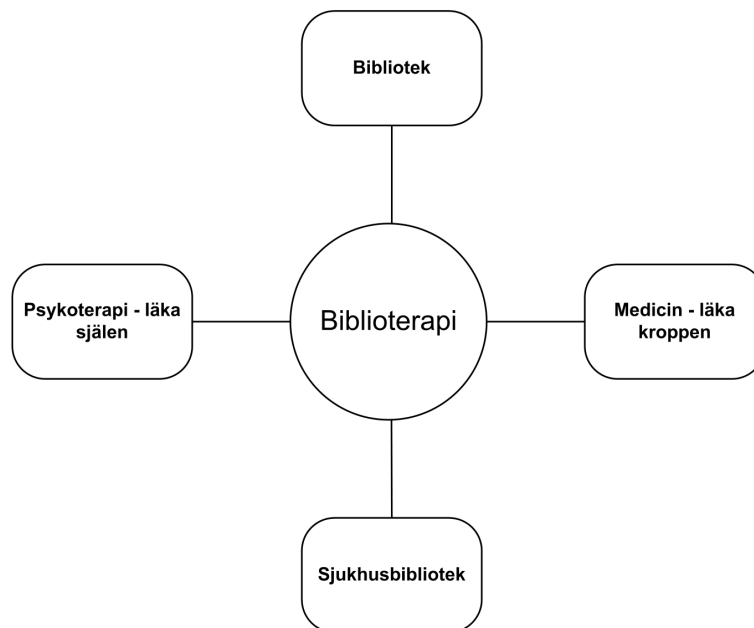 Bibliotek
Psykoterapi - läka
själen
Biblioterapi
Medicin - läka
kroppen
Sjukhusbibliotek